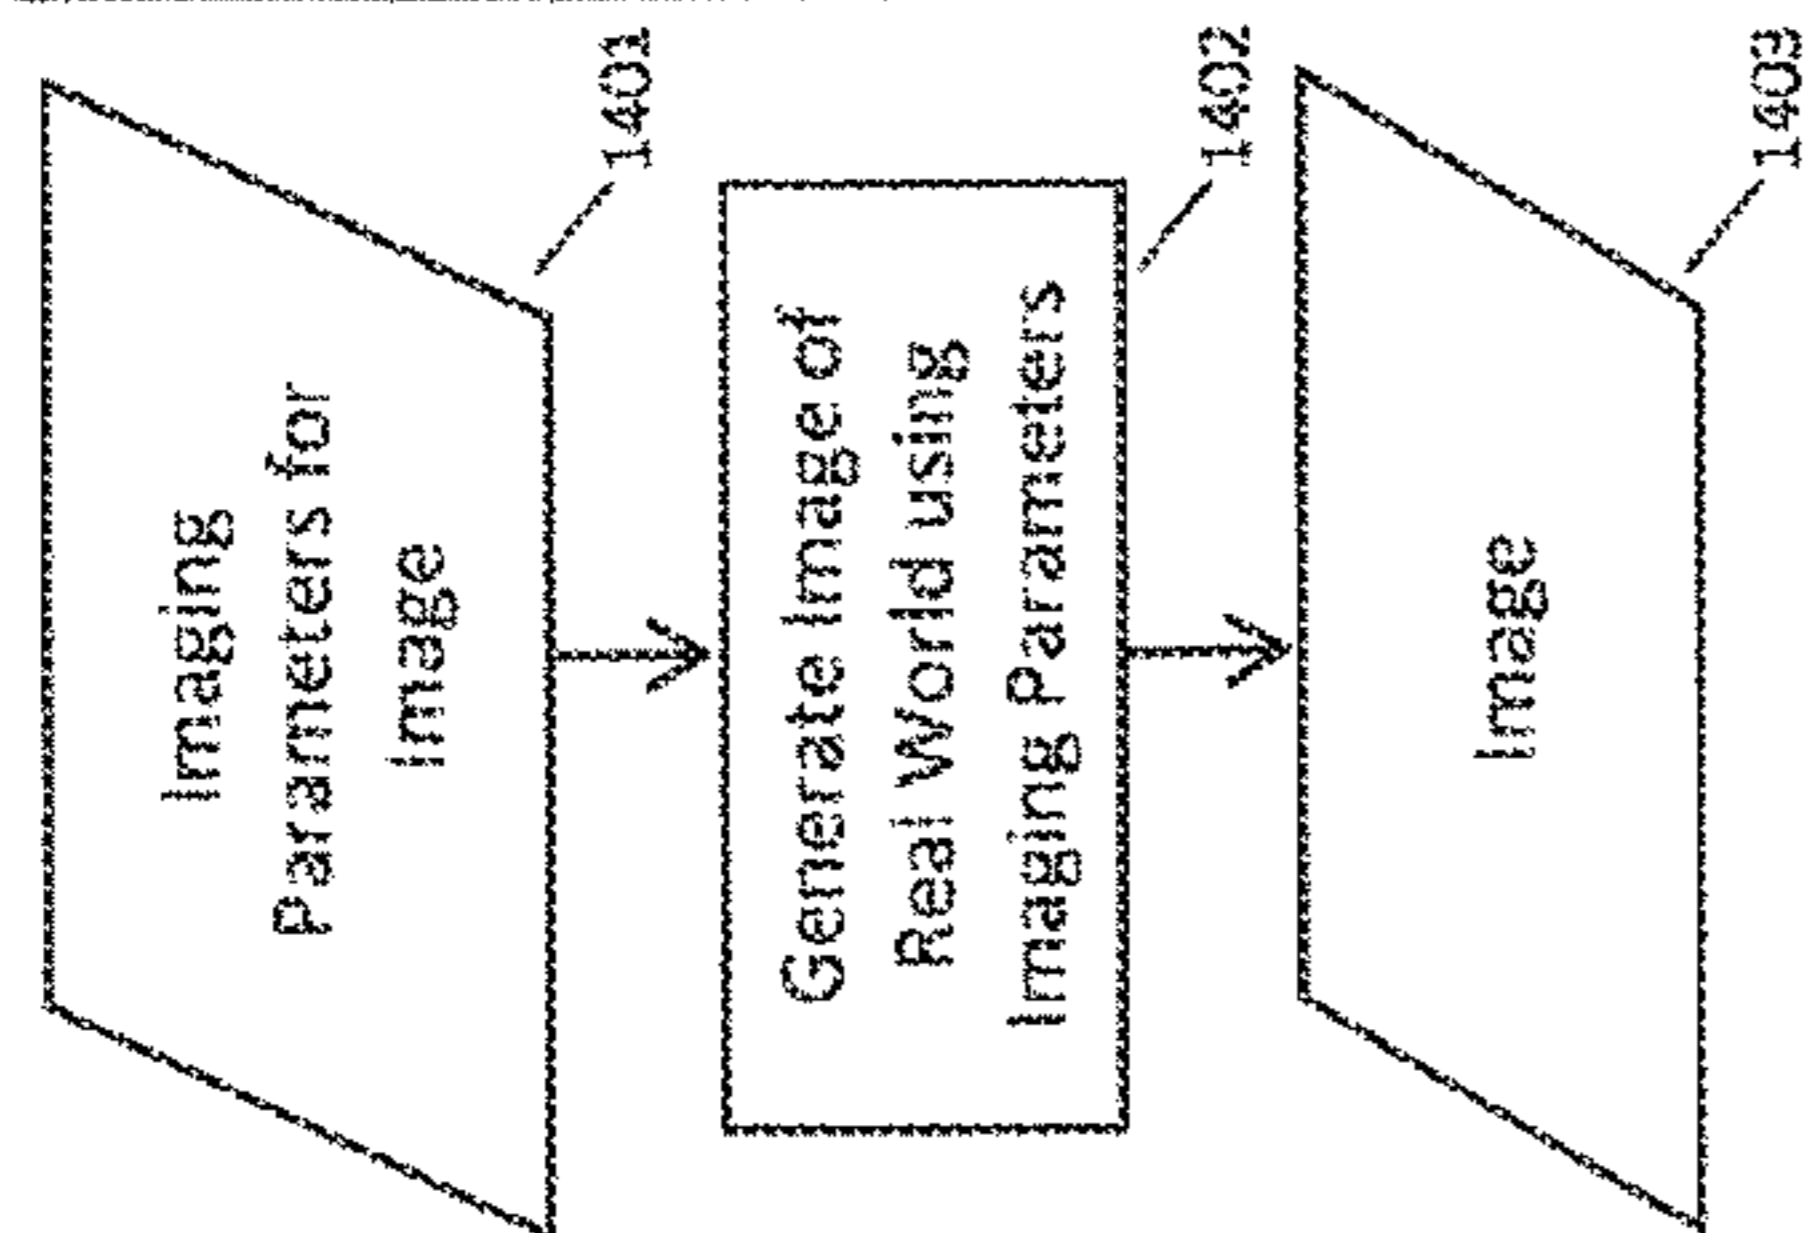 Imaging
Parameters for
Image
1401
Generate Image of
Real World using
Imaging Parameters
1402
Image
1403